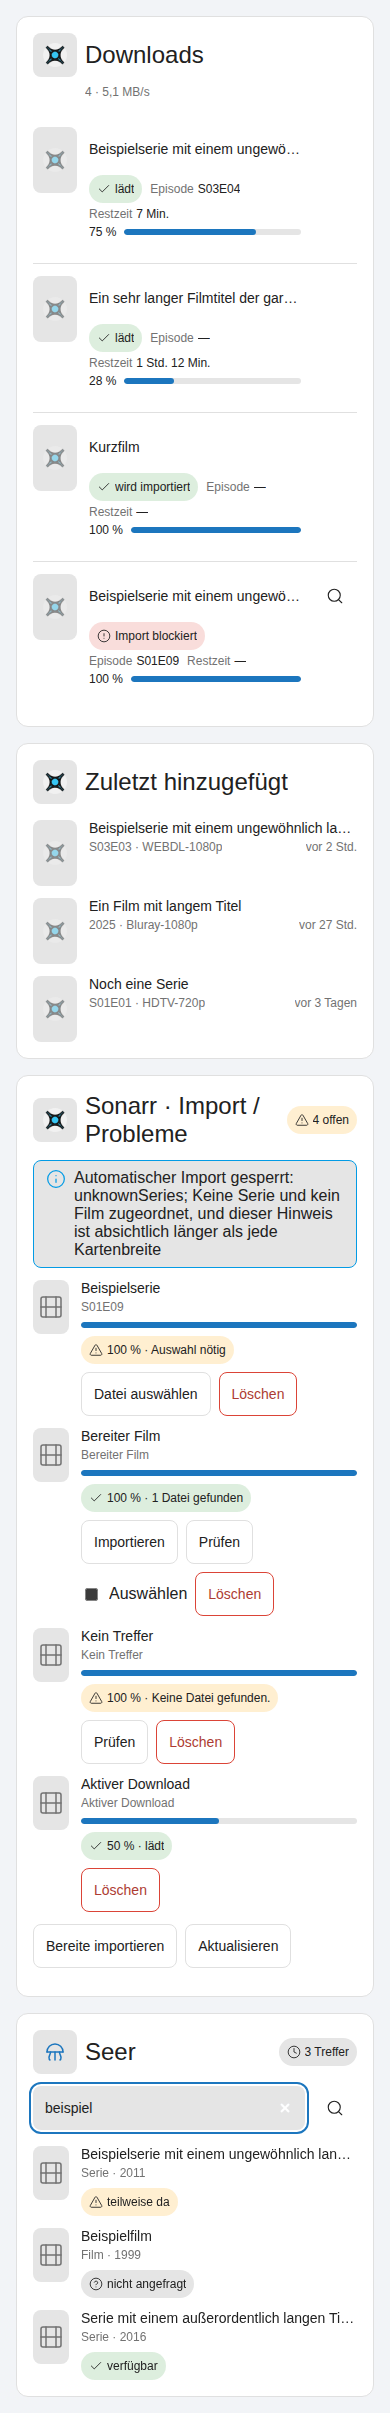 Downloads
4 · 5,1 MB/s
Beispielserie mit einem ungewö…
lädt Episode S03E04
Restzeit 7 Min.
75 %
Ein sehr langer Filmtitel der gar…
lädt Episode —
Restzeit 1 Std. 12 Min.
28 %
Kurzfilm
wird importiert Episode —
Restzeit —
100 %
Beispielserie mit einem ungewö…
Import blockiert
Episode S01E09 Restzeit —
100 %
Zuletzt hinzugefügt
Beispielserie mit einem ungewöhnlich la…
S03E03 · WEBDL-1080p vor 2 Std.
Ein Film mit langem Titel
2025 · Bluray-1080p vor 27 Std.
Noch eine Serie
S01E01 · HDTV-720p vor 3 Tagen
Sonarr · Import /
Probleme
4 offen
Automatischer Import gesperrt:
unknownSeries; Keine Serie und kein
Film zugeordnet, und dieser Hinweis
ist absichtlich länger als jede
Kartenbreite
Beispielserie
S01E09
100 % · Auswahl nötig
Datei auswählen Löschen
Bereiter Film
Bereiter Film
100 % · 1 Datei gefunden
Importieren Prüfen
Auswählen Löschen
Kein Treffer
Kein Treffer
100 % · Keine Datei gefunden.
Prüfen Löschen
Aktiver Download
Aktiver Download
50 % · lädt
Löschen
Bereite importieren Aktualisieren
Seer 3 Treffer
beispiel
Beispielserie mit einem ungewöhnlich lan…
Serie · 2011
teilweise da
Beispielfilm
Film · 1999
nicht angefragt
Serie mit einem außerordentlich langen Ti…
Serie · 2016
verfügbar